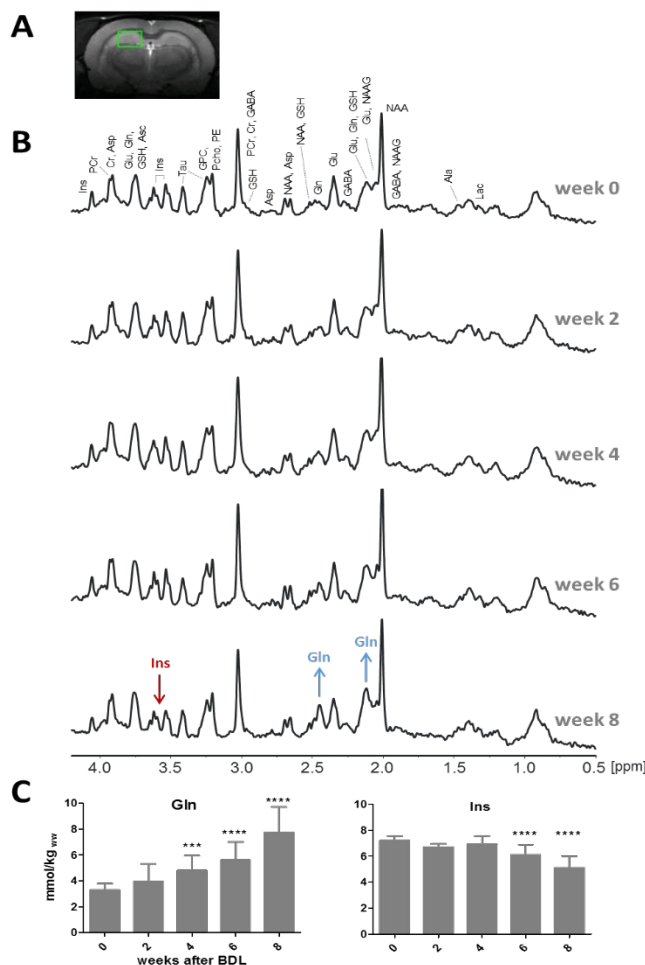 A
B
Ins
PCr
Cr, Asp
Glu, Gln,
GSH, Asc
Ins
Tau
GPC,
Pcho, PE
GSH
PCr, Cr, GABA
Asp
NAA, Asp
NAA, GSH
Gln
Glu
GABA
Glu, Gln, GSH
Glu, NAAG
NAA
GABA, NAAG
Ala
Lac
week 0
week 2
week 4
week 6
Ins
Gln
Gln
week 8
4.0 3.5 3.0 2.5 2.0 1.5 1.0 0.5 [ppm]
C
Gln
mmol/kg ww
10
8
6
4
2
0
***
****
****
0 2 4 6 8
weeks after BDL
Ins
10
8
6
4
2
0
****
****
0 2 4 6 8